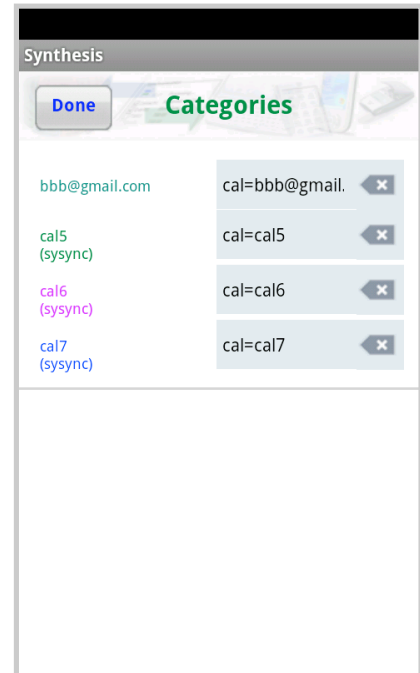 Synthesis
Done
Categories
bbb@gmail.com
cal=bbb@gmail.
cal5
(sysync)
cal=cal5
cal6
(sysync)
cal=cal6
cal7
(sysync)
cal=cal7